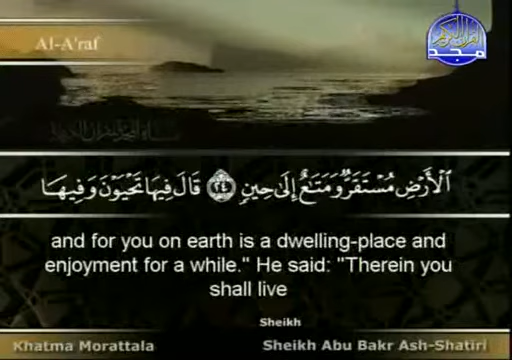 Al-A'raf
المجد
الْأَرْضِ مُسْتَقَرٌّ وَمَتَاعٌ إِلَىٰ حِينٍ ﴿٢٤﴾ قَالَ فِيهَا تَحْيَوْنَ وَفِيهَا
and for you on earth is a dwelling-place and
enjoyment for a while." He said: "Therein you
shall live
Sheikh
Khatma Morattala
Sheikh Abu Bakr Ash-Shatiri